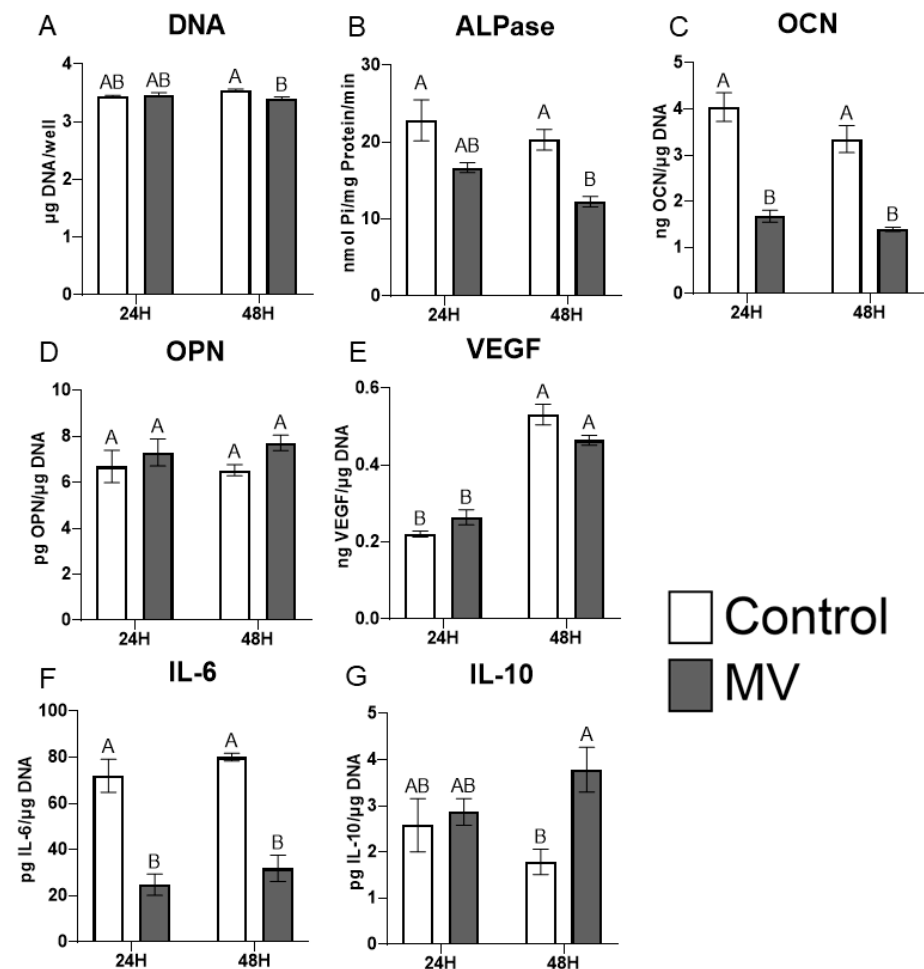 A DNA
µg DNA/well
4
3
2
1
0
AB AB A B
24H 48H
B ALPase
nmol Pi/mg Protein/min
30
20
10
0
A AB A B
24H 48H
C OCN
ng OCN/µg DNA
5
4
3
2
1
0
A B A B
24H 48H
D OPN
pg OPN/µg DNA
10
8
6
4
2
0
A A A A
24H 48H
E VEGF
ng VEGF/µg DNA
0.6
0.4
0.2
0.0
B B A A
24H 48H
Control
MV
F IL-6
pg IL-6/µg DNA
100
80
60
40
20
0
A B A B
24H 48H
G IL-10
pg IL-10/µg DNA
5
4
3
2
1
0
AB AB B A
24H 48H